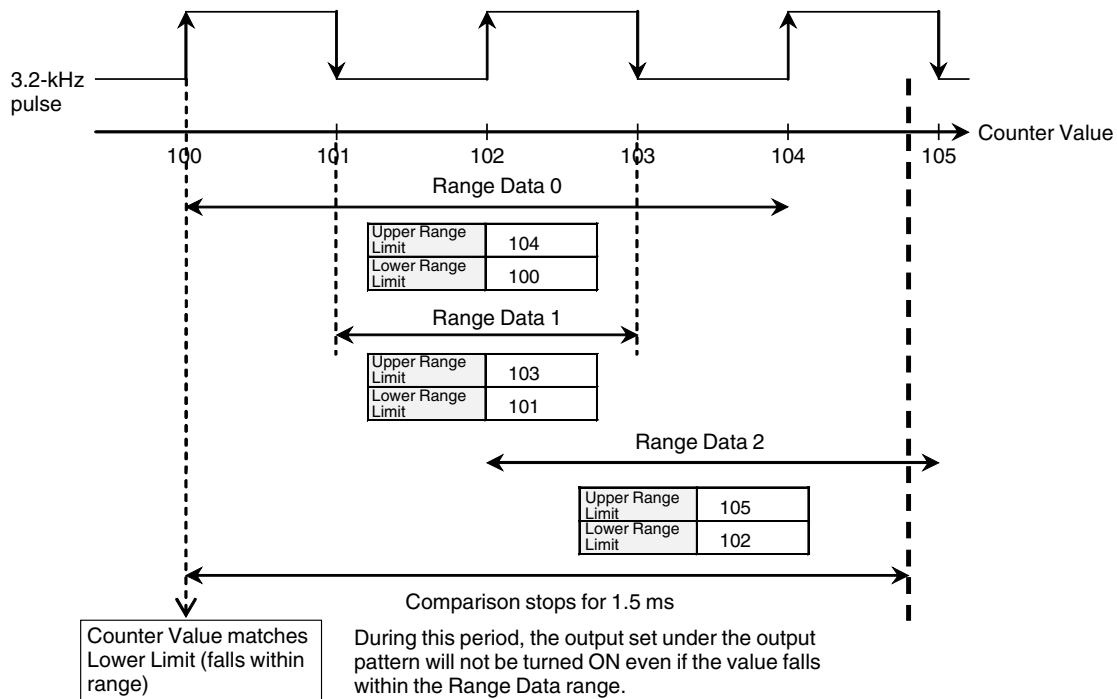 3.2-kHz
pulse
Counter Value
100 101 102 103 104 105
Range Data 0
Upper Range
Limit 104
Lower Range
Limit 100
Range Data 1
Upper Range
Limit 103
Lower Range
Limit 101
Range Data 2
Upper Range
Limit 105
Lower Range
Limit 102
Comparison stops for 1.5 ms
Counter Value matches
Lower Limit (falls within
range)
During this period, the output set under the output
pattern will not be turned ON even if the value falls
within the Range Data range.